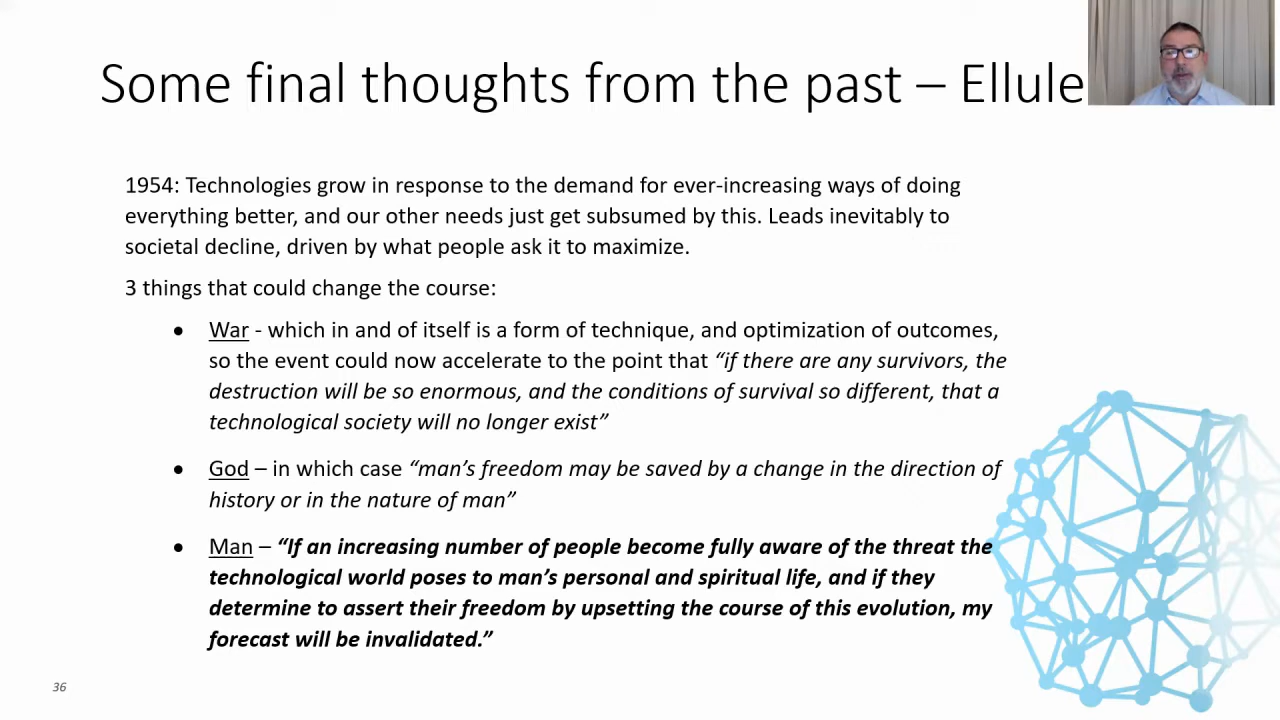 Some final thoughts from the past – Ellule
1954: Technologies grow in response to the demand for ever-increasing ways of doing
everything better, and our other needs just get subsumed by this. Leads inevitably to
societal decline, driven by what people ask it to maximize.
3 things that could change the course:
• War - which in and of itself is a form of technique, and optimization of outcomes,
so the event could now accelerate to the point that “if there are any survivors, the
destruction will be so enormous, and the conditions of survival so different, that a
technological society will no longer exist”
• God – in which case “man’s freedom may be saved by a change in the direction of
history or in the nature of man”
• Man – “If an increasing number of people become fully aware of the threat the
technological world poses to man’s personal and spiritual life, and if they
determine to assert their freedom by upsetting the course of this evolution, my
forecast will be invalidated.”
36